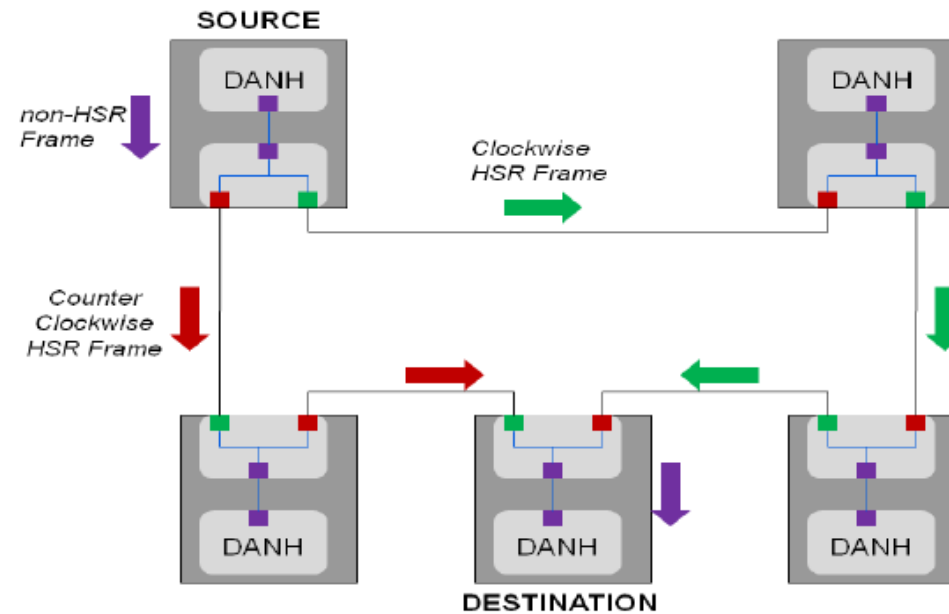 SOURCE
DANH
DANH
non-HSR
Frame
Clockwise
HSR Frame
Counter
Clockwise
HSR Frame
DANH
DANH
DANH
DESTINATION